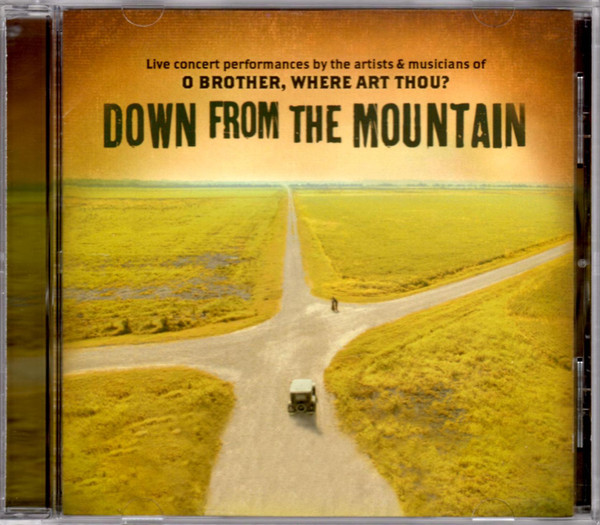 Live concert performances by the artists & musicians of
O BROTHER, WHERE ART THOU?
DOWN FROM THE MOUNTAIN